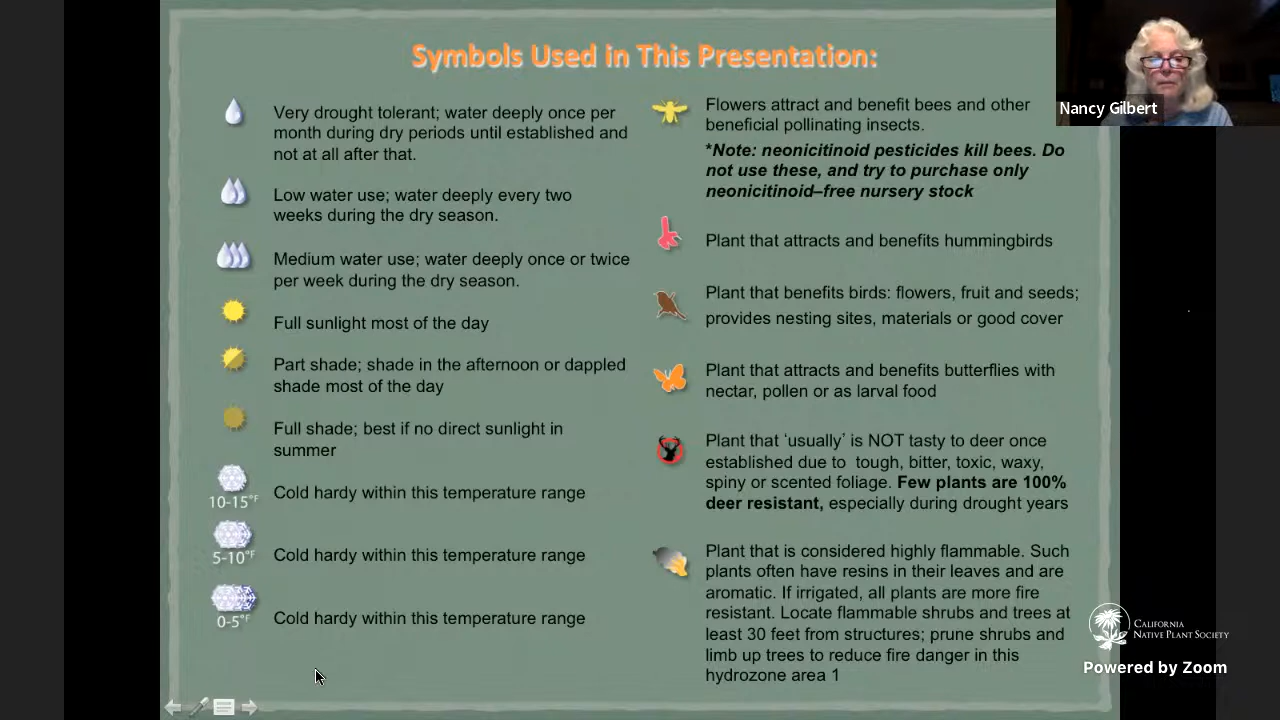 Symbols Used in This Presentation:
Very drought tolerant; water deeply once per
month during dry periods until established and
not at all after that.
Low water use; water deeply every two
weeks during the dry season.
Medium water use; water deeply once or twice
per week during the dry season.
Full sunlight most of the day
Part shade; shade in the afternoon or dappled
shade most of the day
Full shade; best if no direct sunlight in
summer
10-15°F
Cold hardy within this temperature range
5-10°F
Cold hardy within this temperature range
0-5°F
Cold hardy within this temperature range
Flowers attract and benefit bees and other
beneficial pollinating insects.
*Note: neonicitinoid pesticides kill bees. Do
not use these, and try to purchase only
neonicitinoid–free nursery stock
Plant that attracts and benefits hummingbirds
Plant that benefits birds: flowers, fruit and seeds;
provides nesting sites, materials or good cover
Plant that attracts and benefits butterflies with
nectar, pollen or as larval food
Plant that ‘usually’ is NOT tasty to deer once
established due to  tough, bitter, toxic, waxy,
spiny or scented foliage. Few plants are 100%
deer resistant, especially during drought years
Plant that is considered highly flammable. Such
plants often have resins in their leaves and are
aromatic. If irrigated, all plants are more fire
resistant. Locate flammable shrubs and trees at
least 30 feet from structures; prune shrubs and
limb up trees to reduce fire danger in this
hydrozone area 1
Nancy Gilbert
CALIFORNIA
NATIVE PLANT SOCIETY
Powered by Zoom